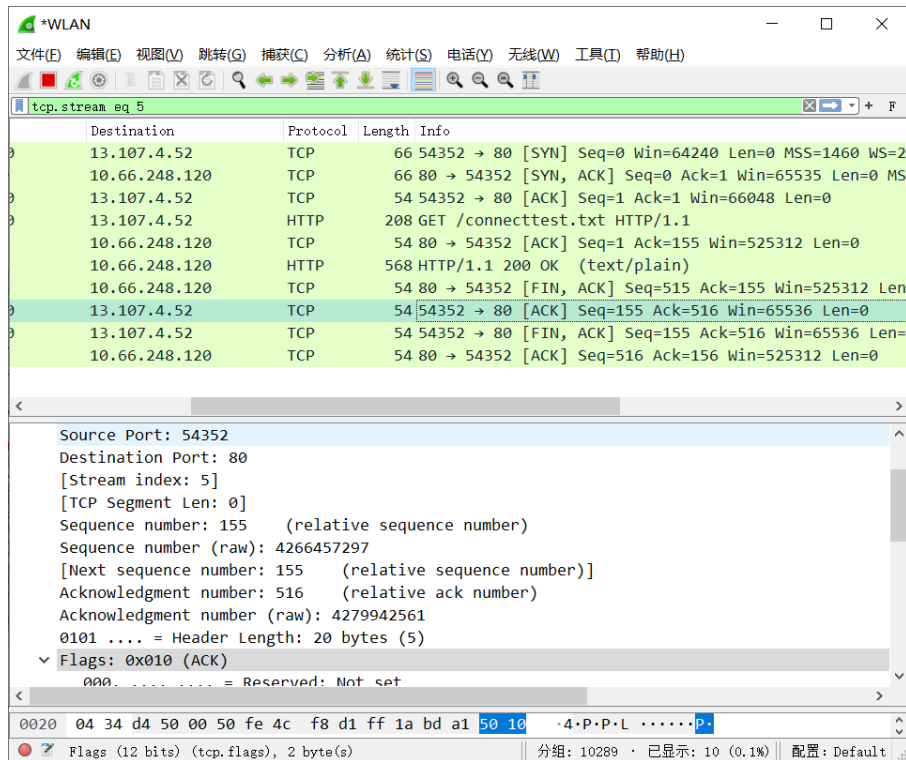 *WLAN
文件(F) 编辑(E) 视图(V) 跳转(G) 捕获(C) 分析(A) 统计(S) 电话(Y) 无线(W) 工具(T) 帮助(H)
tcp.stream eq 5 + F
Destination Protocol Length Info
13.107.4.52 TCP 66 54352 → 80 [SYN] Seq=0 Win=64240 Len=0 MSS=1460 WS=2
10.66.248.120 TCP 66 80 → 54352 [SYN, ACK] Seq=0 Ack=1 Win=65535 Len=0 MS
13.107.4.52 TCP 54 54352 → 80 [ACK] Seq=1 Ack=1 Win=66048 Len=0
13.107.4.52 HTTP 208 GET /connecttest.txt HTTP/1.1
10.66.248.120 TCP 54 80 → 54352 [ACK] Seq=1 Ack=155 Win=525312 Len=0
10.66.248.120 HTTP 568 HTTP/1.1 200 OK (text/plain)
10.66.248.120 TCP 54 80 → 54352 [FIN, ACK] Seq=515 Ack=155 Win=525312 Len
13.107.4.52 TCP 54 54352 → 80 [ACK] Seq=155 Ack=516 Win=65536 Len=0
13.107.4.52 TCP 54 54352 → 80 [FIN, ACK] Seq=155 Ack=516 Win=65536 Len=
10.66.248.120 TCP 54 80 → 54352 [ACK] Seq=516 Ack=156 Win=525312 Len=0
Source Port: 54352
Destination Port: 80
[Stream index: 5]
[TCP Segment Len: 0]
Sequence number: 155 (relative sequence number)
Sequence number (raw): 4266457297
[Next sequence number: 155 (relative sequence number)]
Acknowledgment number: 516 (relative ack number)
Acknowledgment number (raw): 4279942561
0101 .... = Header Length: 20 bytes (5)
Flags: 0x010 (ACK)
000. .... .... = Reserved: Not set
0020 04 34 d4 50 00 50 fe 4c f8 d1 ff 1a bd a1 50 10 ·4·P·P·L ······P·
Flags (12 bits) (tcp.flags), 2 byte(s) 分组: 10289 · 已显示: 10 (0.1%) 配置: Default